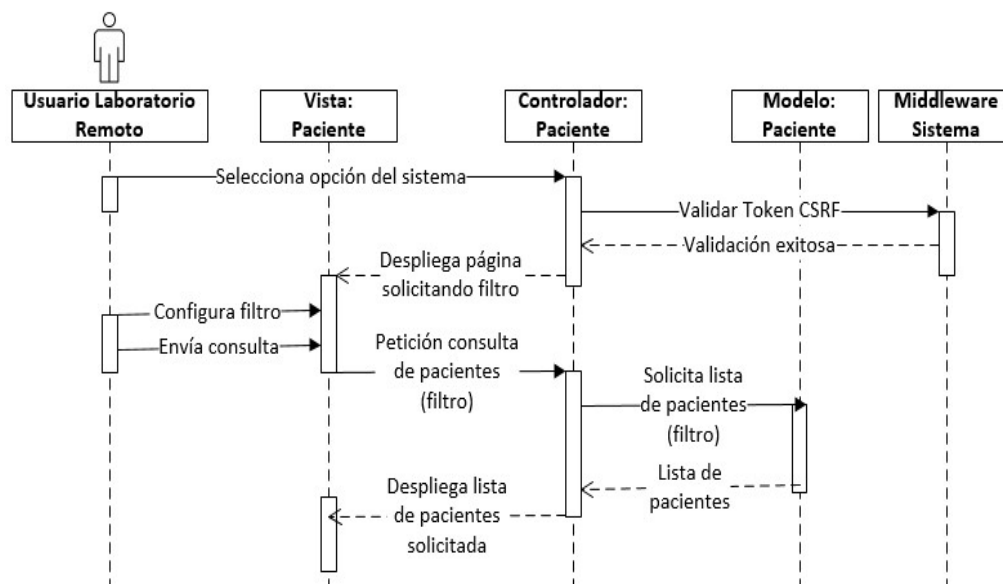 Usuario Laboratorio
Remoto
Vista:
Paciente
Controlador:
Paciente
Modelo:
Paciente
Middleware
Sistema
Selecciona opción del sistema
Validar Token CSRF
Validación exitosa
Despliega página
solicitando filtro
Configura filtro
Envía consulta
Petición consulta
de pacientes
(filtro)
Solicita lista
de pacientes
(filtro)
Lista de
pacientes
Despliega lista
de pacientes
solicitada